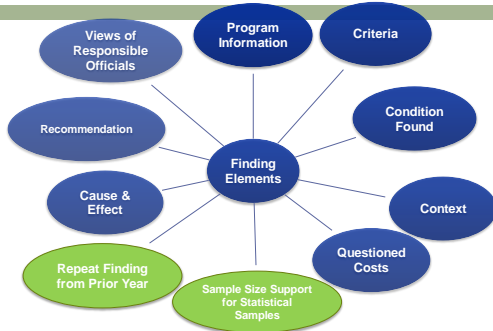 Program
Information
Criteria
Views of
Responsible
Officials
Condition
Found
Recommendation
Finding
Elements
Cause &
Effect
Context
Questioned
Costs
Repeat Finding
from Prior Year
Sample Size Support
for Statistical
Samples